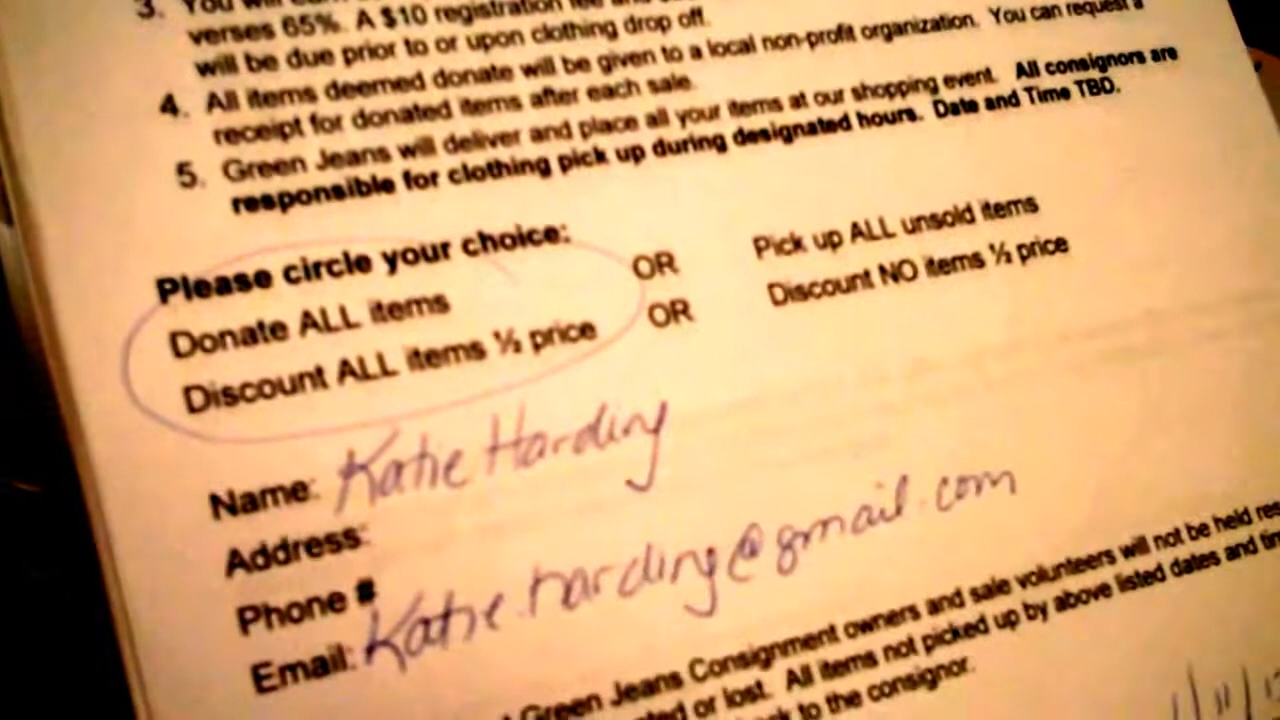 3. You will
verses 65%. A $10 registration fee and
will be due prior to or upon clothing drop off.
4. All items deemed donate will be given to a local non-profit organization. You can request a
receipt for donated items after each sale.
5. Green Jeans will deliver and place all your items at our shopping event. All consignors are
responsible for clothing pick up during designated hours. Date and Time TBD.
Please circle your choice:
Donate ALL items OR Pick up ALL unsold items
Discount ALL items ½ price OR Discount NO items ½ price
Name: Katie Harding
Address:
Phone #
Email: Katie.harding@gmail.com
Green Jeans Consignment owners and sale volunteers will not be held
or lost. All items not picked up by above listed dates and
to the consignor.